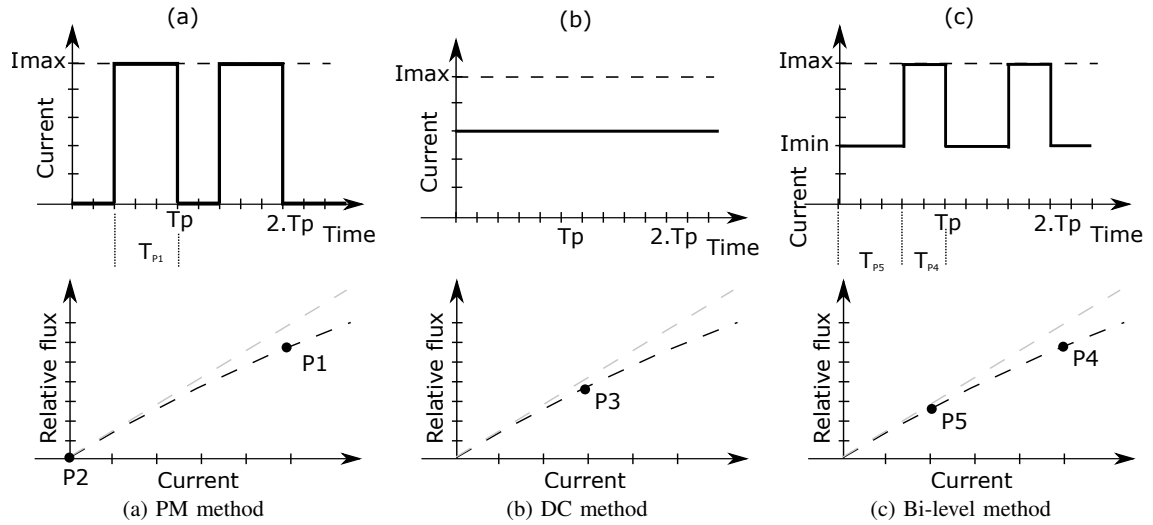 (a)
Imax
Current
Tp
2.Tp
Time
TP1
Relative flux
P1
P2
Current
(a) PM method
(b)
Imax
Current
Tp
2.Tp
Time
Relative flux
P3
Current
(b) DC method
(c)
Imax
Imin
Current
Tp
2.Tp
Time
TP5
TP4
Relative flux
P4
P5
Current
(c) Bi-level method